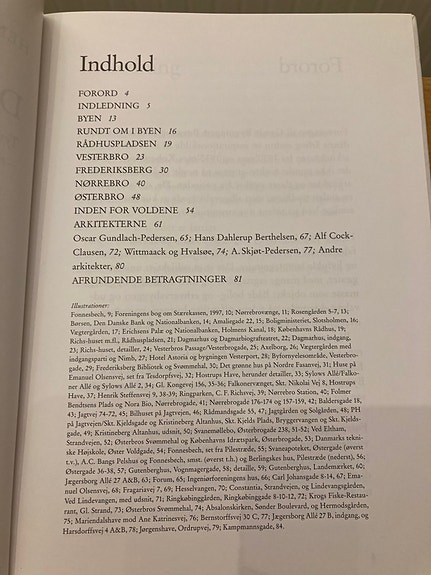 Indhold
FORORD 4
INDLEDNING 5
BYEN 13
RUNDT OM I BYEN 16
RÅDHUSPLADSEN 19
VESTERBRO 23
FREDERIKSBERG 30
NØRREBRO 40
ØSTERBRO 48
INDEN FOR VOLDENE 54
ARKITEKTERNE 61
Oscar Gundlach-Pedersen, 65; Hans Dahlerup Berthelsen, 67; Alf Cock-
Clausen, 72; Wittmaack og Hvalsøe, 74; A. Skjøt-Pedersen, 77; Andre
arkitekter, 80
AFRUNDENDE BETRAGTNINGER 81
Illustrationer:
Fonnesbech, 9; Foreningens bog om Stærekassen, 1997, 10; Nørrebrovænge, 11; Rosengården 5-7, 13;
Børsen, Den Danske Bank og Nationalbanken, 14; Amaliegade 22, 15; Boligministeriet, Slotsholmen, 16;
Vægtergården, 17; Erichsens Palæ og Nationalbanken, Holmens Kanal, 18; Københavns Rådhus, 19;
Richs-huset m.fl., Rådhuspladsen, 21; Dagmarhus og Dagmarbiografteatret, 22; Dagmarhus, indgang,
23; Richs-huset, detailler, 24; Vesterbros Passage/Vesterbrogade, 25; Axelborg, 26; Vægtergården med
indgangsparti og Nimb, 27; Hotel Astoria og bygningen Vesterport, 28; Byfornyelsesområde, Vesterbro-
gade, 29; Frederiksberg Bibliotek og Svømmehal, 30; Det grønne hus på Nordre Fasanvej, 31; Hus på
Emanuel Olsensvej, set fra Tesdorfsvej, 32; Hostrups Have, herunder detailler, 33; Sylows Allé/Falko-
ner Allé og Sylows Allé 2, 34; Gl. Kongevej 156, 35-36; Falkonervænget, Skt. Nikolai Vej 8, Hostrups
Have, 37; Henrik Steffensvej 9, 38-39; Ringparken, C.F. Richsvej, 39; Nørrebro Station, 40; Folmer
Bendtsens Plads og Nora Bio, Nørrebrogade, 41; Nørrebrogade 176-174 og 157-159, 42; Baldersgade 18,
43; Jagtvej 74-72, 45; Bilhuset på Jagtvejen, 46; Rådmandsgade 55, 47; Jagtgården og Solgården, 48; PH
på Jagtvejen/Skt. Kjeldsgade og Kristineberg Altanhus, Skt. Kjelds Plads, Bryggervangen og Skt. Kjelds-
gade, 49; Kristineberg Altanhus, udsnit, 50; Svanemøllebo, Østerbrogade 238, 51-52; Ved Eltham,
Strandvejen, 52; Østerbros Svømmehal og Københavns Idrætspark, Østerbrogade, 53; Danmarks tekni-
ske Højskole, Øster Voldgade, 54; Fonnesbech, set fra Pilestræde, 55; Svaneapoteket, Østergade (øverst
t.v.), A.C. Bangs Pelshus og Fonnesbech, smst. (øverst t.h.) og Berlingskes hus, Pilestræde (nederst), 56;
Østergade 36-38, 57; Gutenberghus, Vognmagergade, 58; detaille, 59; Gutenberghus, Landemærket, 60;
Jægersborg Allé 27 A&B, 63; Forum, 65; Ingeniørforeningens hus, 66; Carl Johansgade 8-14, 67; Ema-
nuel Olsensvej, 68; Fragariavej 7, 69; Hesselvangen, 70; Constantia, Strandvejen, og Lindevangsgården,
Ved Lindevangen, med udsnit, 71; Ringkøbinggården, Ringkøbinggade 8-10-12, 72; Krogs Fiske-Restau-
rant, Gl. Strand, 73; Østerbros Svømmehal, 74; Absalonskirken, Sønder Boulevard, og Hermodsgården,
75; Mariendalshave mod Ane Katrinesvej, 76; Bernstorffsvej 30 C, 77; Jægersborg Allé 27 B, indgang, og
Harsdorffsvej 4 A&B, 78; Jørgenshave, Ordrupvej, 79; Kampmannsgade, 84.